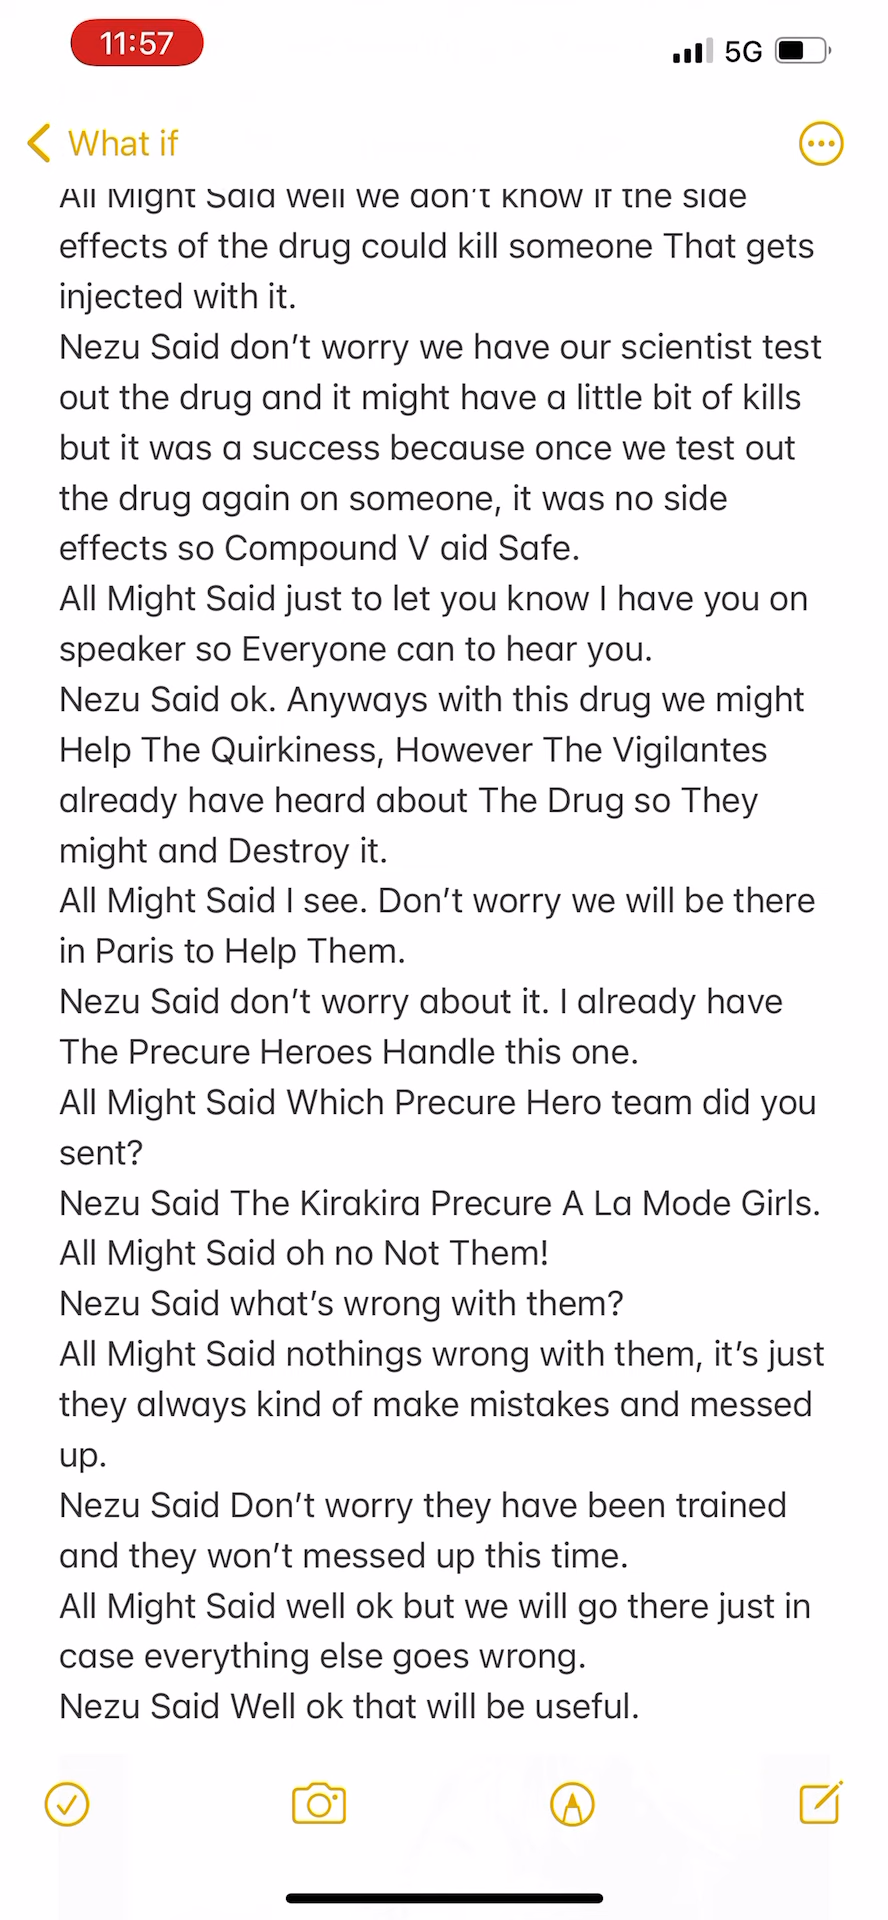 11:57
5G
What if
All Might Said well we don't know if the side
effects of the drug could kill someone That gets
injected with it.
Nezu Said don't worry we have our scientist test
out the drug and it might have a little bit of kills
but it was a success because once we test out
the drug again on someone, it was no side
effects so Compound V aid Safe.
All Might Said just to let you know I have you on
speaker so Everyone can to hear you.
Nezu Said ok. Anyways with this drug we might
Help The Quirkiness, However The Vigilantes
already have heard about The Drug so They
might and Destroy it.
All Might Said I see. Don't worry we will be there
in Paris to Help Them.
Nezu Said don't worry about it. I already have
The Precure Heroes Handle this one.
All Might Said Which Precure Hero team did you
sent?
Nezu Said The Kirakira Precure A La Mode Girls.
All Might Said oh no Not Them!
Nezu Said what's wrong with them?
All Might Said nothings wrong with them, it's just
they always kind of make mistakes and messed
up.
Nezu Said Don't worry they have been trained
and they won't messed up this time.
All Might Said well ok but we will go there just in
case everything else goes wrong.
Nezu Said Well ok that will be useful.